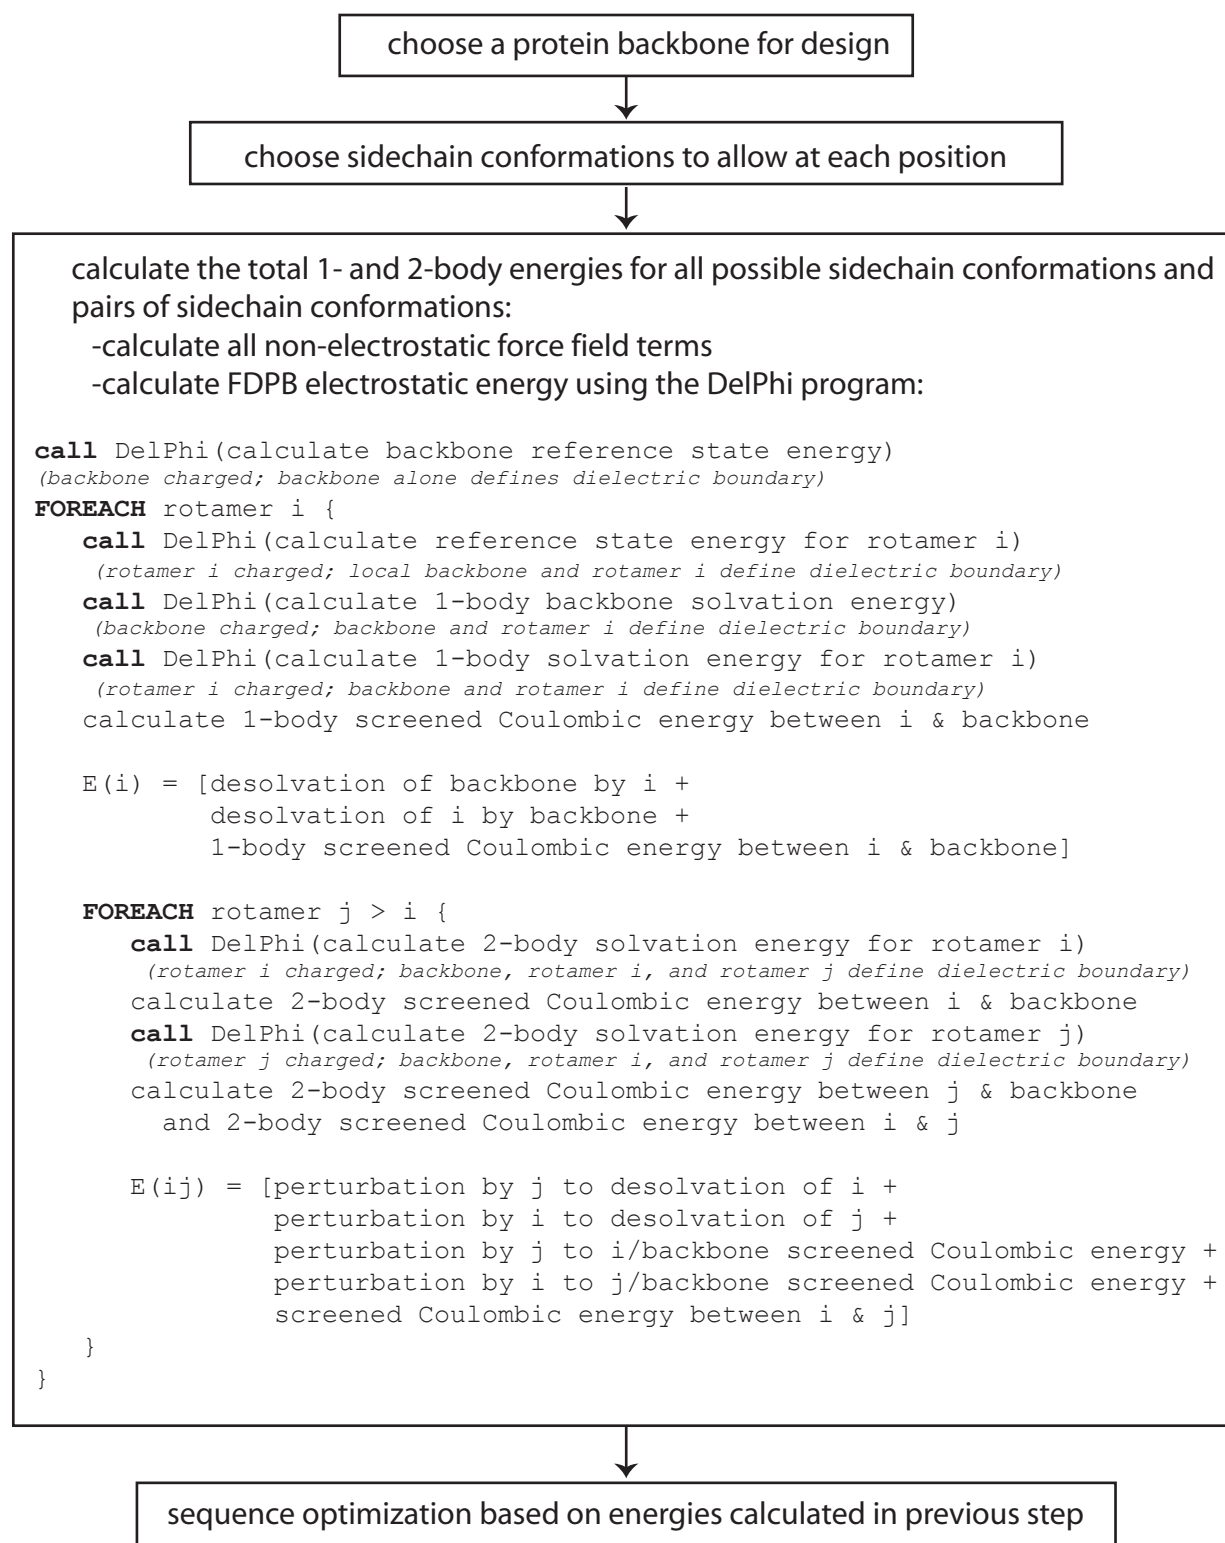 choose a protein backbone for design
choose sidechain conformations to allow at each position
calculate the total 1- and 2-body energies for all possible sidechain conformations and
pairs of sidechain conformations:
-calculate all non-electrostatic force field terms
-calculate FDPB electrostatic energy using the DelPhi program:
call DelPhi(calculate backbone reference state energy)
(backbone charged; backbone alone defines dielectric boundary)
FOREACH rotamer i {
call DelPhi(calculate reference state energy for rotamer i)
(rotamer i charged; local backbone and rotamer i define dielectric boundary)
call DelPhi(calculate 1-body backbone solvation energy)
(backbone charged; backbone and rotamer i define dielectric boundary)
call DelPhi(calculate 1-body solvation energy for rotamer i)
(rotamer i charged; backbone and rotamer i define dielectric boundary)
calculate 1-body screened Coulombic energy between i & backbone
E(i) = [desolvation of backbone by i +
desolvation of i by backbone +
1-body screened Coulombic energy between i & backbone]
FOREACH rotamer j > i {
call DelPhi(calculate 2-body solvation energy for rotamer i)
(rotamer i charged; backbone, rotamer i, and rotamer j define dielectric boundary)
calculate 2-body screened Coulombic energy between i & backbone
call DelPhi(calculate 2-body solvation energy for rotamer j)
(rotamer j charged; backbone, rotamer i, and rotamer j define dielectric boundary)
calculate 2-body screened Coulombic energy between j & backbone
and 2-body screened Coulombic energy between i & j
E(ij) = [perturbation by j to desolvation of i +
perturbation by i to desolvation of j +
perturbation by j to i/backbone screened Coulombic energy +
perturbation by i to j/backbone screened Coulombic energy +
screened Coulombic energy between i & j]
}
}
sequence optimization based on energies calculated in previous step